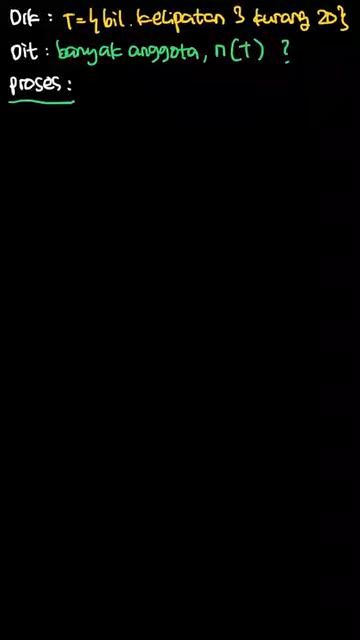 Dik : T = { bil. kelipatan 3 kurang 20 }
Dit : banyak anggota, n(T) ?
proses :